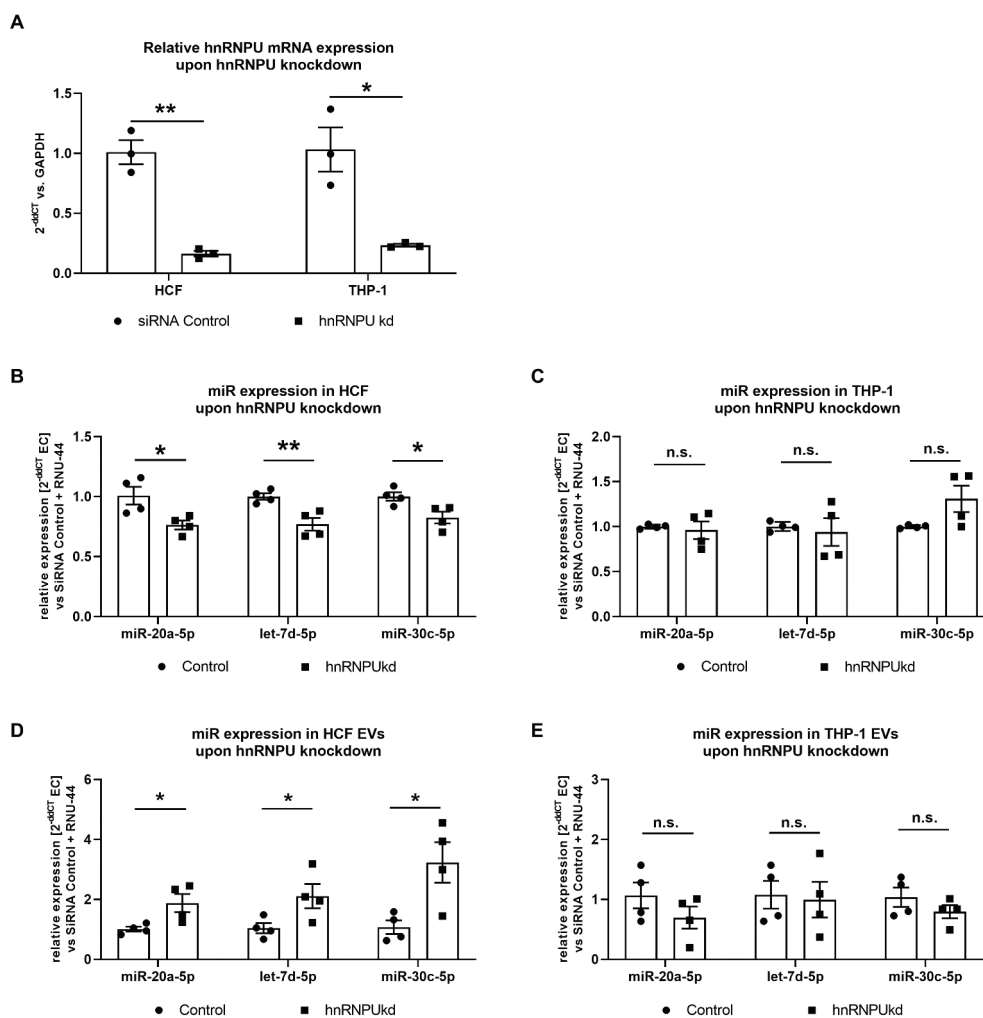 A
Relative hnRNPU mRNA expression
upon hnRNPU knockdown
2^-ddCT vs. GAPDH
1.5
1.0
0.5
0.0
**
*
HCF
THP-1
siRNA Control
hnRNPU kd
B
miR expression in HCF
upon hnRNPU knockdown
relative expression [2^-ddCT EC]
vs SiRNA Control + RNU-44
1.5
1.0
0.5
0.0
*
**
*
miR-20a-5p
let-7d-5p
miR-30c-5p
Control
hnRNPUkd
C
miR expression in THP-1
upon hnRNPU knockdown
relative expression [2^-ddCT EC]
vs SiRNA Control + RNU-44
2.0
1.5
1.0
0.5
0.0
n.s.
n.s.
n.s.
miR-20a-5p
let-7d-5p
miR-30c-5p
Control
hnRNPUkd
D
miR expression in HCF EVs
upon hnRNPU knockdown
relative expression [2^-ddCT EC]
vs SiRNA Control + RNU-44
6
4
2
0
*
*
*
miR-20a-5p
let-7d-5p
miR-30c-5p
Control
hnRNPUkd
E
miR expression in THP-1 EVs
upon hnRNPU knockdown
relative expression [2^-ddCT EC]
vs SiRNA Control + RNU-44
3
2
1
0
n.s.
n.s.
n.s.
miR-20a-5p
let-7d-5p
miR-30c-5p
Control
hnRNPUkd